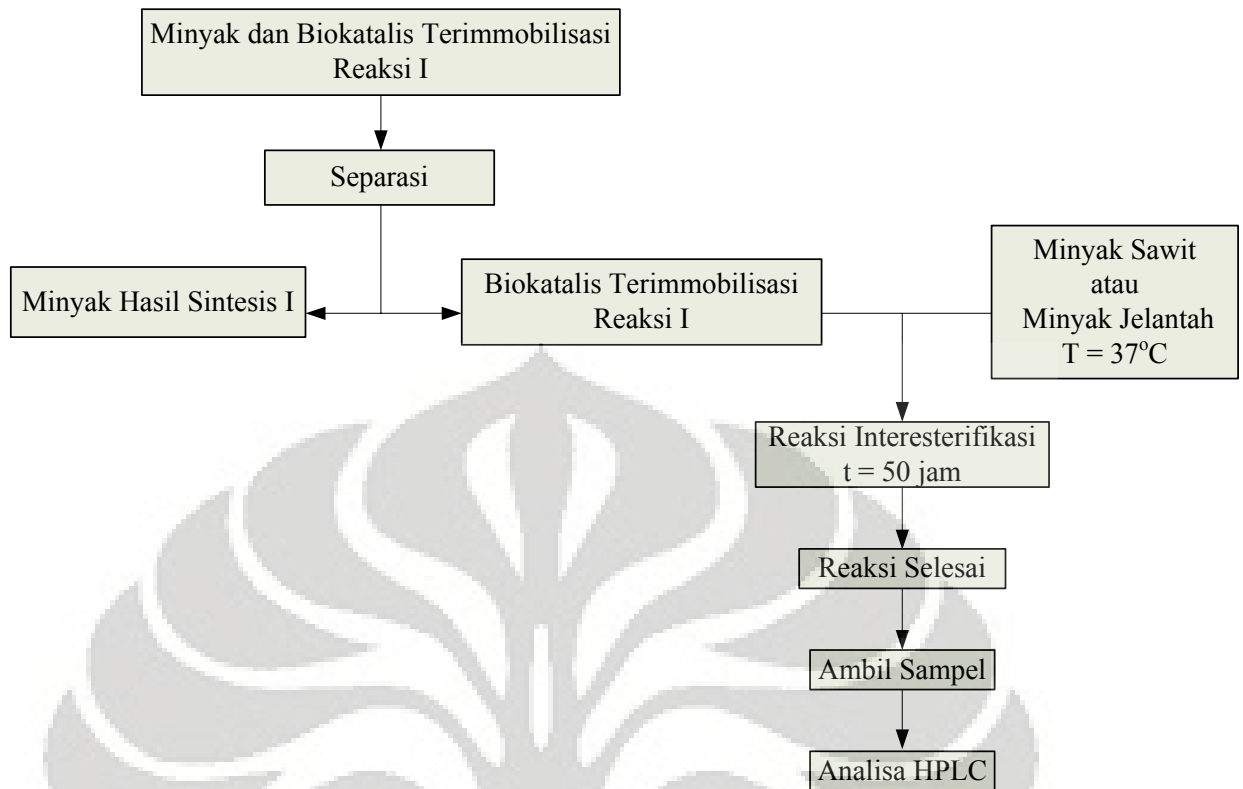 Minyak dan Biokatalis Terimmobilisasi
Reaksi I
Separasi
Minyak Hasil Sintesis I
Biokatalis Terimmobilisasi
Reaksi I
Minyak Sawit
atau
Minyak Jelantah
T = 37°C
Reaksi Interesterifikasi
t = 50 jam
Reaksi Selesai
Ambil Sampel
Analisa HPLC